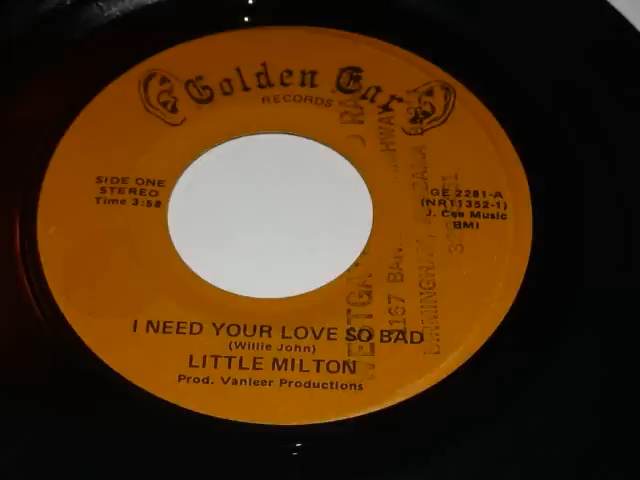 Golden Ear
RECORDS
SIDE ONE
STEREO
Time 3:58
GE 2281-A
(NR11352-1)
J. Cee Music
BMI
I NEED YOUR LOVE SO BAD
(Willie John)
LITTLE MILTON
Prod. Vanleer Productions
BIRMINGHAM